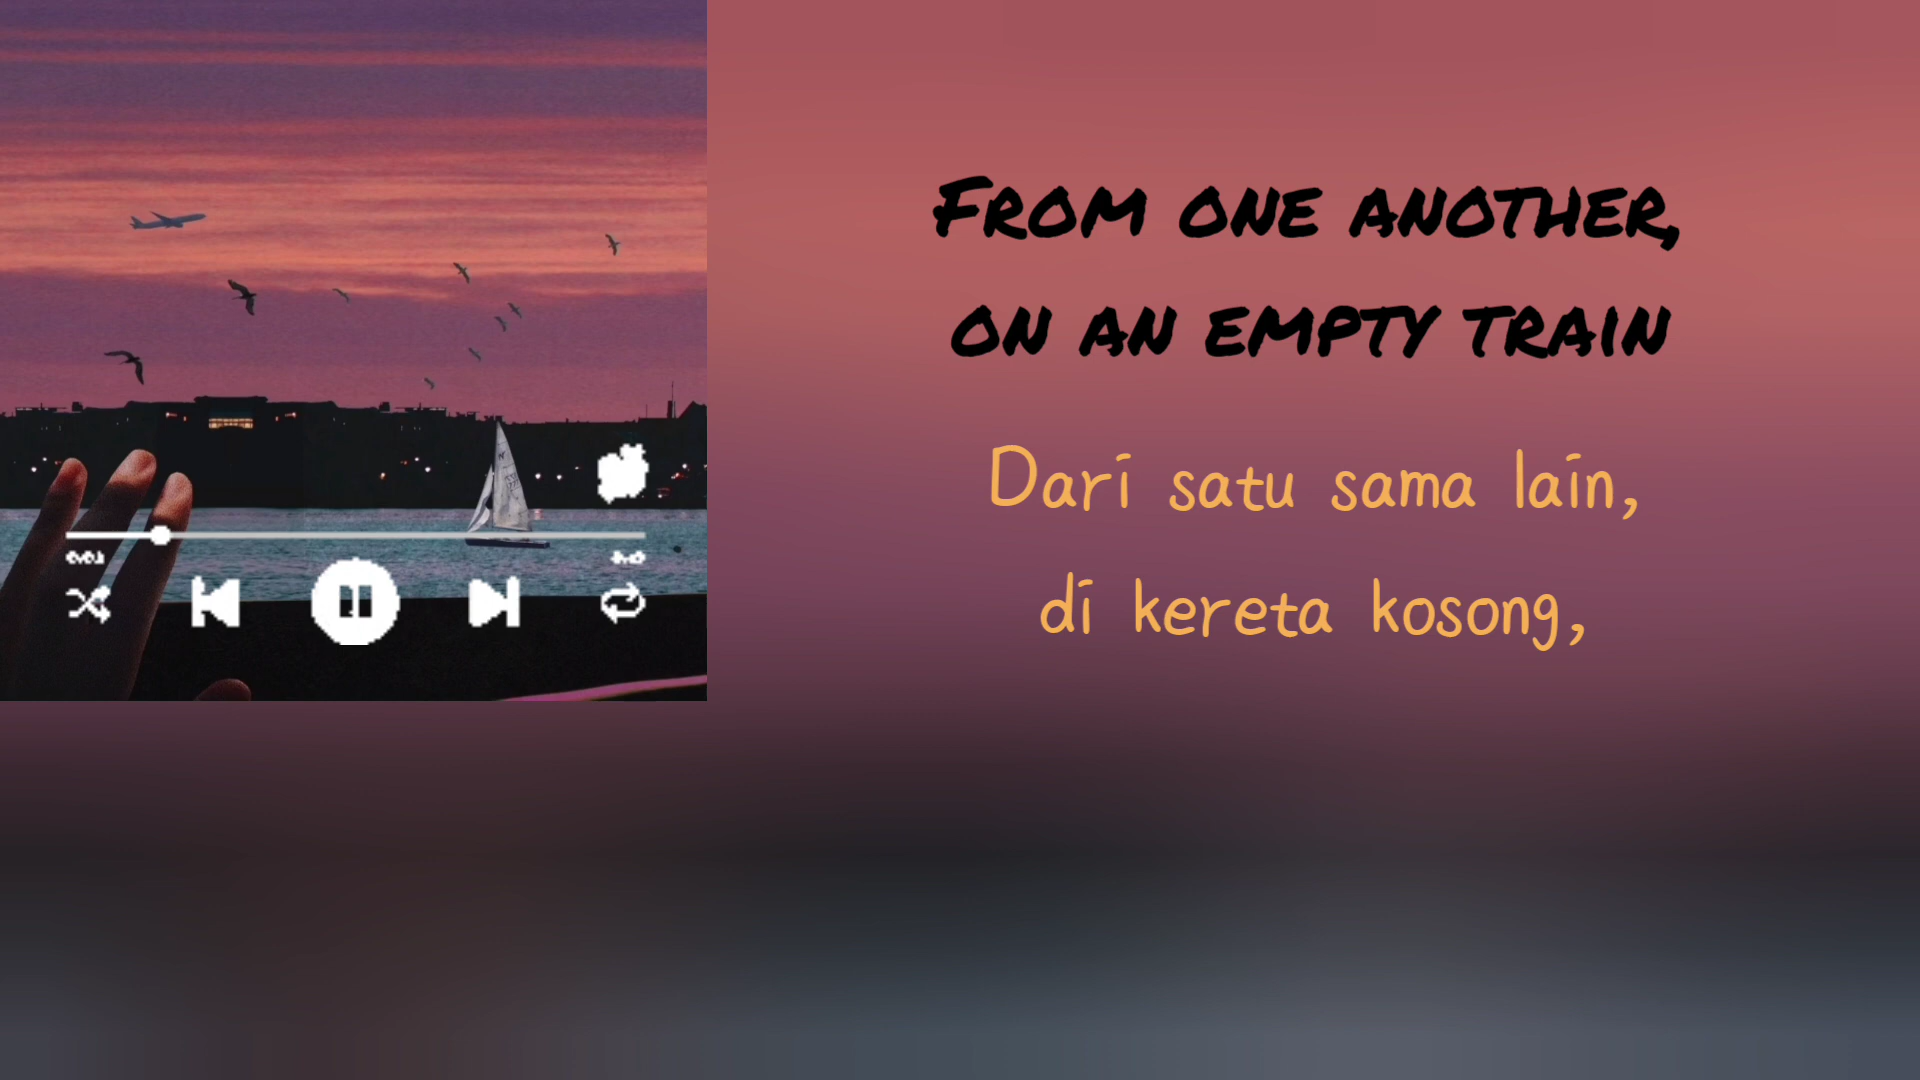 FROM ONE ANOTHER,
ON AN EMPTY TRAIN
Dari satu sama lain,
di kereta kosong,